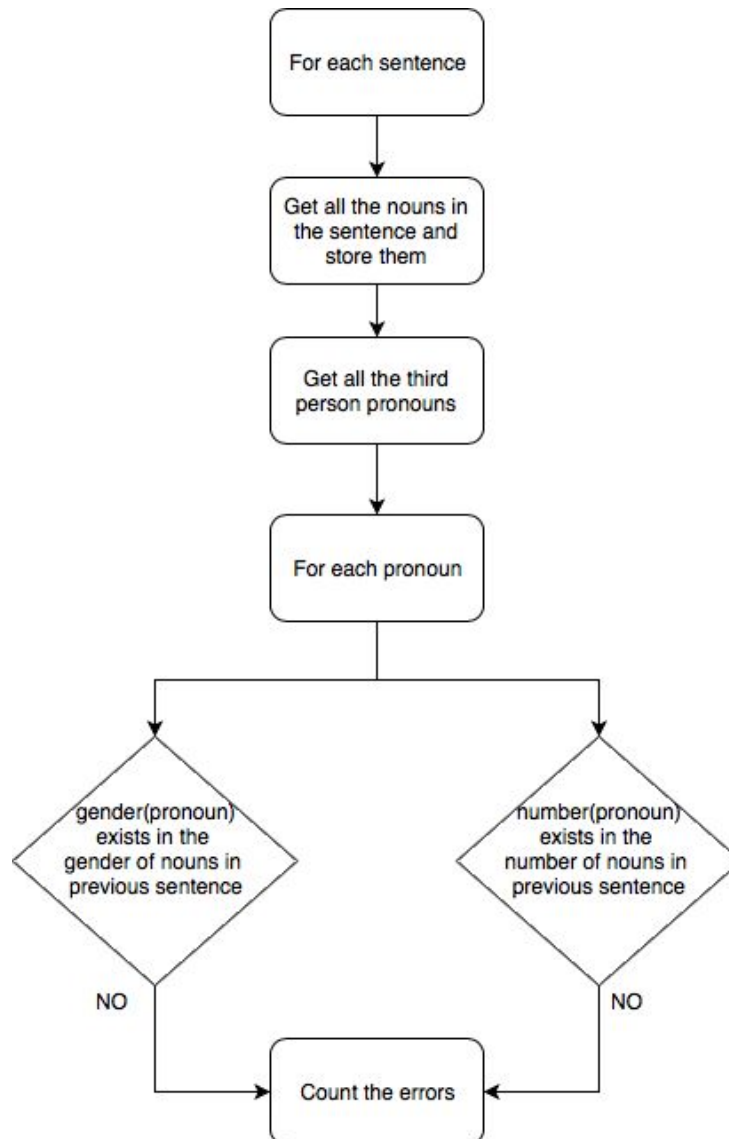 For each sentence
Get all the nouns in
the sentence and
store them
Get all the third
person pronouns
For each pronoun
gender(pronoun)
exists in the
gender of nouns in
previous sentence
number(pronoun)
exists in the
number of nouns in
previous sentence
NO
NO
Count the errors